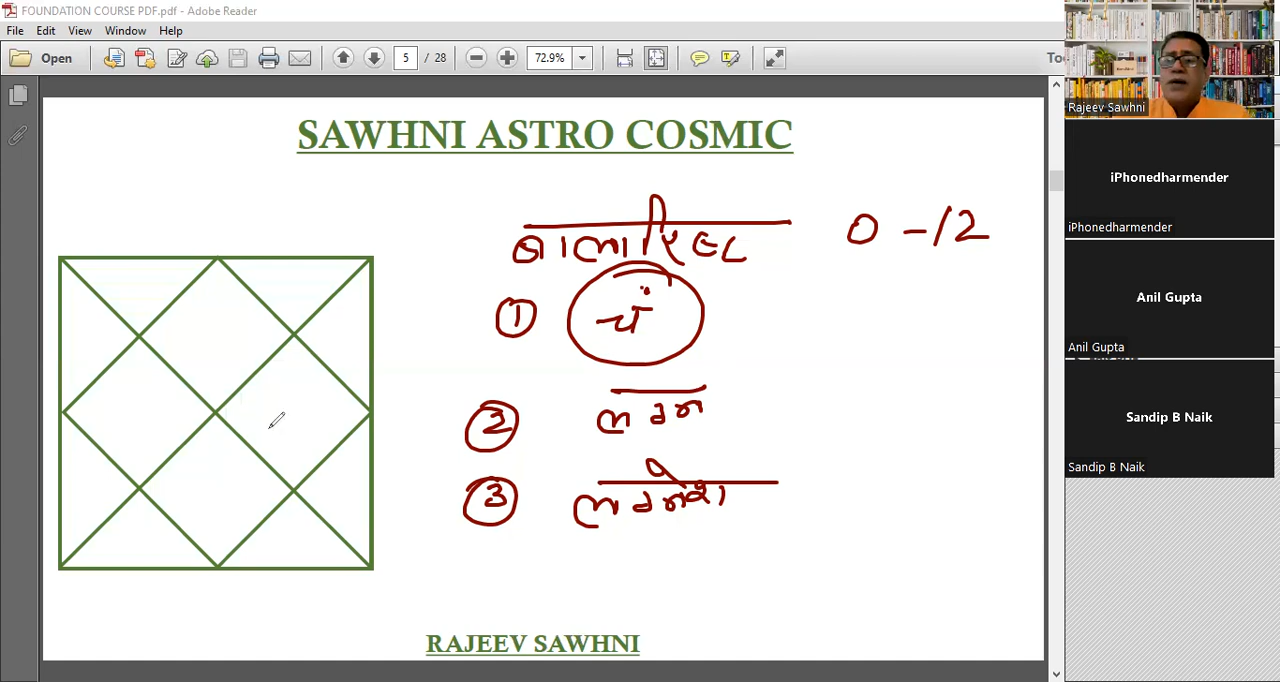 FOUNDATION COURSE PDF.pdf - Adobe Reader
File Edit View Window Help
Open 5 / 28 72.9% To
SAWHNI ASTRO COSMIC
बालारिष्ट 0 - 12
① चं
② लग्न
③ लग्नेश
RAJEEV SAWHNI
Rajeev Sawhni
iPhonedharmender
iPhonedharmender
Anil Gupta
Anil Gupta
Sandip B Naik
Sandip B Naik